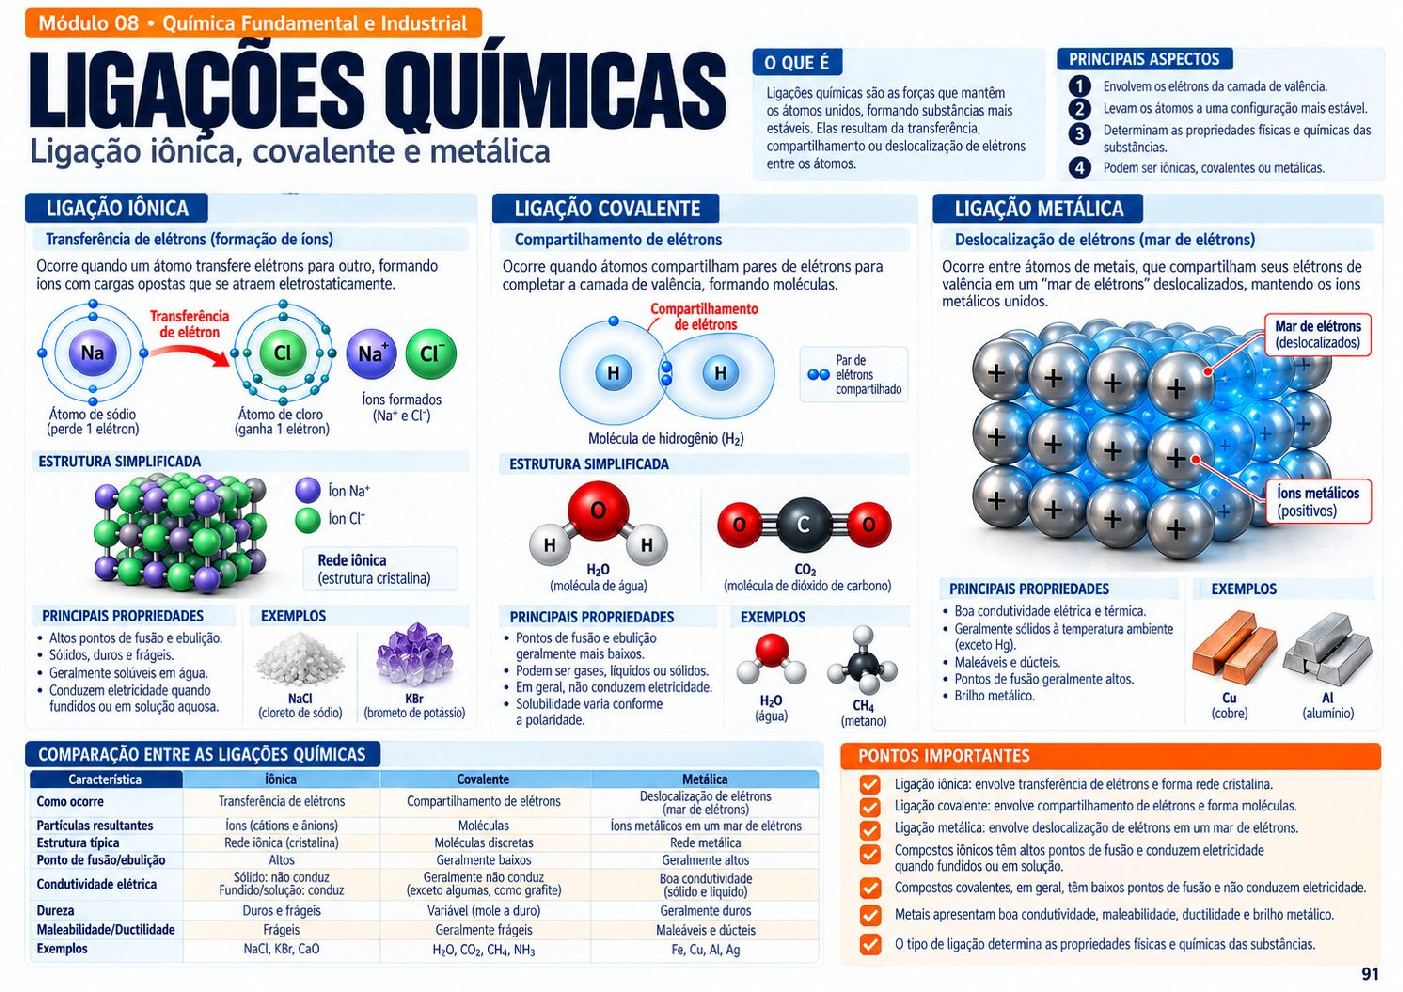 Módulo 08 • Química Fundamental e Industrial
LIGAÇÕES QUÍMICAS
Ligação iônica, covalente e metálica
O QUE É
Ligações químicas são as forças que mantêm
os átomos unidos, formando substâncias mais
estáveis. Elas resultam da transferência,
compartilhamento ou deslocalização de elétrons
entre os átomos.
PRINCIPAIS ASPECTOS
1 Envolvem os elétrons da camada de valência.
2 Levam os átomos a uma configuração mais estável.
3 Determinam as propriedades físicas e químicas das
substâncias.
4 Podem ser iônicas, covalentes ou metálicas.
LIGAÇÃO IÔNICA
Transferência de elétrons (formação de íons)
Ocorre quando um átomo transfere elétrons para outro, formando
íons com cargas opostas que se atraem eletrostaticamente.
Transferência
de elétron
Na
Cl
Na⁺
Cl⁻
Átomo de sódio
(perde 1 elétron)
Átomo de cloro
(ganha 1 elétron)
Íons formados
(Na⁺ e Cl⁻)
ESTRUTURA SIMPLIFICADA
Íon Na⁺
Íon Cl⁻
Rede iônica
(estrutura cristalina)
PRINCIPAIS PROPRIEDADES
• Altos pontos de fusão e ebulição.
• Sólidos, duros e frágeis.
• Geralmente solúveis em água.
• Conduzem eletricidade quando
fundidos ou em solução aquosa.
EXEMPLOS
NaCl
(cloreto de sódio)
KBr
(brometo de potássio)
LIGAÇÃO COVALENTE
Compartilhamento de elétrons
Ocorre quando átomos compartilham pares de elétrons para
completar a camada de valência, formando moléculas.
Compartilhamento
de elétrons
H
H
Par de
elétrons
compartilhado
Molécula de hidrogênio (H₂)
ESTRUTURA SIMPLIFICADA
O
H
H
H₂O
(molécula de água)
O
C
O
CO₂
(molécula de dióxido de carbono)
PRINCIPAIS PROPRIEDADES
• Pontos de fusão e ebulição
geralmente mais baixos.
• Podem ser gases, líquidos ou sólidos.
• Em geral, não conduzem eletricidade.
• Solubilidade varia conforme
a polaridade.
EXEMPLOS
H₂O
(água)
CH₄
(metano)
LIGAÇÃO METÁLICA
Deslocalização de elétrons (mar de elétrons)
Ocorre entre átomos de metais, que compartilham seus elétrons de
valência em um "mar de elétrons" deslocalizados, mantendo os íons
metálicos unidos.
Mar de elétrons
(deslocalizados)
+ + + +
+ + + +
+ + + +
Íons metálicos
(positivos)
PRINCIPAIS PROPRIEDADES
• Boa condutividade elétrica e térmica.
• Geralmente sólidos à temperatura ambiente
(exceto Hg).
• Maleáveis e dúcteis.
• Pontos de fusão geralmente altos.
• Brilho metálico.
EXEMPLOS
Cu
(cobre)
Al
(alumínio)
COMPARAÇÃO ENTRE AS LIGAÇÕES QUÍMICAS
Característica Iônica Covalente Metálica
Como ocorre Transferência de elétrons Compartilhamento de elétrons Deslocalização de elétrons
(mar de elétrons)
Partículas resultantes Íons (cátions e ânions) Moléculas Íons metálicos em um mar de elétrons
Estrutura típica Rede iônica (cristalina) Moléculas discretas Rede metálica
Ponto de fusão/ebulição Altos Geralmente baixos Geralmente altos
Condutividade elétrica Sólido: não conduz Geralmente não conduz Boa condutividade
Fundido/solução: conduz (exceto algumas, como grafite) (sólido e líquido)
Dureza Duros e frágeis Variável (mole a duro) Geralmente duros
Maleabilidade/Ductilidade Frágeis Geralmente frágeis Maleáveis e dúcteis
Exemplos NaCl, KBr, CaO H₂O, CO₂, CH₄, NH₃ Fe, Cu, Al, Ag
PONTOS IMPORTANTES
Ligação iônica: envolve transferência de elétrons e forma rede cristalina.
Ligação covalente: envolve compartilhamento de elétrons e forma moléculas.
Ligação metálica: envolve deslocalização de elétrons em um mar de elétrons.
Compostos iônicos têm altos pontos de fusão e conduzem eletricidade
quando fundidos ou em solução.
Compostos covalentes, em geral, têm baixos pontos de fusão e não conduzem eletricidade.
Metais apresentam boa condutividade, maleabilidade, ductilidade e brilho metálico.
O tipo de ligação determina as propriedades físicas e químicas das substâncias.
91